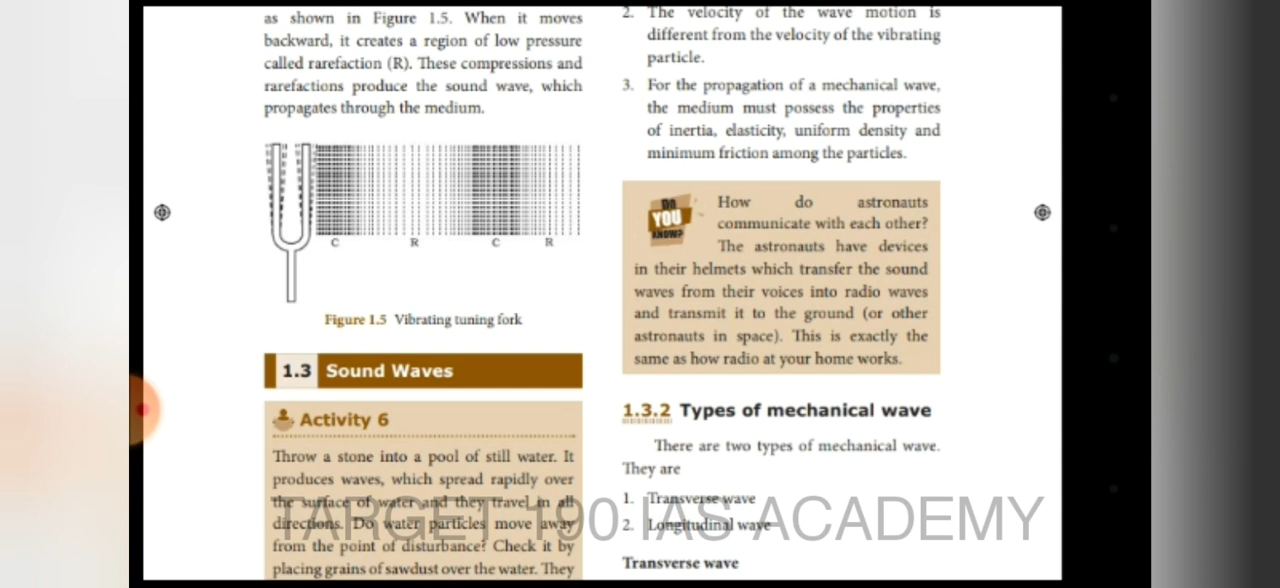 as shown in Figure 1.5. When it moves
backward, it creates a region of low pressure
called rarefaction (R). These compressions and
rarefactions produce the sound wave, which
propagates through the medium.
C R C R
Figure 1.5 Vibrating tuning fork
1.3 Sound Waves
Activity 6
Throw a stone into a pool of still water. It
produces waves, which spread rapidly over
the surface of water and they travel in all
directions. Do water particles move away
from the point of disturbance? Check it by
placing grains of sawdust over the water. They
2. The velocity of the wave motion is
different from the velocity of the vibrating
particle.
3. For the propagation of a mechanical wave,
the medium must possess the properties
of inertia, elasticity, uniform density and
minimum friction among the particles.
DO
YOU
KNOW?
How do astronauts
communicate with each other?
The astronauts have devices
in their helmets which transfer the sound
waves from their voices into radio waves
and transmit it to the ground (or other
astronauts in space). This is exactly the
same as how radio at your home works.
1.3.2 Types of mechanical wave
There are two types of mechanical wave.
They are
1. Transverse wave
2. Longitudinal wave
Transverse wave
TARGET 190 IAS ACADEMY